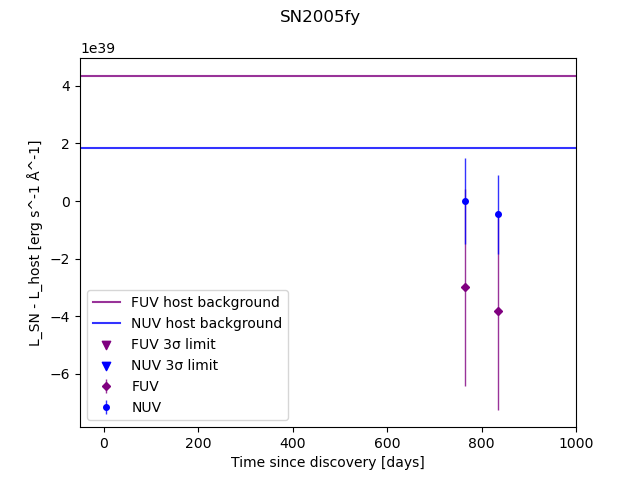 SN2005fy
1e39
4
2
0
−2
−4
−6
L_SN - L_host [erg s^-1 Å^-1]
FUV host background
NUV host background
FUV 3σ limit
NUV 3σ limit
FUV
NUV
0 200 400 600 800 1000
Time since discovery [days]